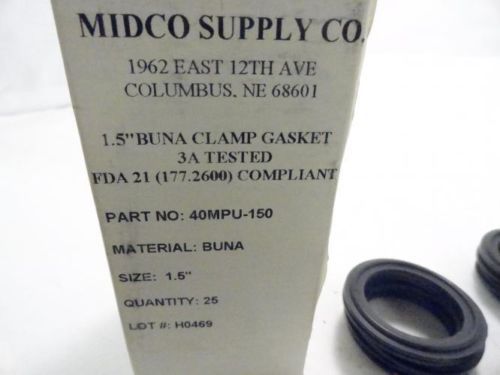 MIDCO SUPPLY CO.
1962 EAST 12TH AVE
COLUMBUS, NE 68601
1.5" BUNA CLAMP GASKET
3A TESTED
FDA 21 (177.2600) COMPLIANT
PART NO: 40MPU-150
MATERIAL: BUNA
SIZE: 1.5"
QUANTITY: 25
LOT #: H0469